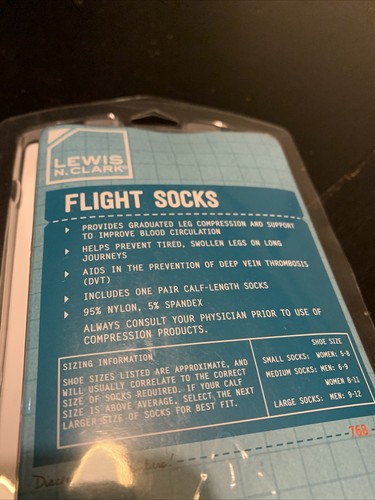 LEWIS
N. CLARK®
FLIGHT SOCKS
PROVIDES GRADUATED LEG COMPRESSION AND SUPPORT
TO IMPROVE BLOOD CIRCULATION
HELPS PREVENT TIRED, SWOLLEN LEGS ON LONG
JOURNEYS
AIDS IN THE PREVENTION OF DEEP VEIN THROMBOSIS
(DVT)
INCLUDES ONE PAIR CALF-LENGTH SOCKS
95% NYLON, 5% SPANDEX
ALWAYS CONSULT YOUR PHYSICIAN PRIOR TO USE OF
COMPRESSION PRODUCTS.
SIZING INFORMATION
SHOE SIZES LISTED ARE APPROXIMATE, AND
WILL USUALLY CORRELATE TO THE CORRECT
SIZE OF SOCKS REQUIRED. IF YOUR CALF
SIZE IS ABOVE AVERAGE, SELECT THE NEXT
LARGER SIZE OF SOCKS FOR BEST FIT.
SHOE SIZE
SMALL SOCKS: WOMEN: 5-8
MEDIUM SOCKS: MEN: 6-9
WOMEN 8-11
LARGE SOCKS: MEN: 9-12
768